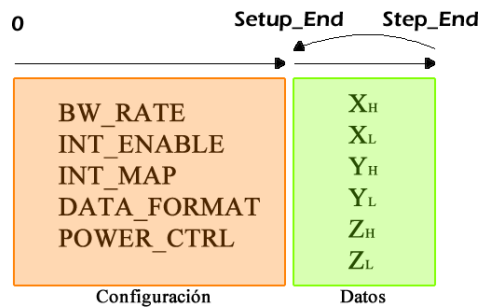 0 Setup_End Step_End
BW_RATE
INT_ENABLE
INT_MAP
DATA_FORMAT
POWER_CTRL
XH
XL
YH
YL
ZH
ZL
Configuración Datos